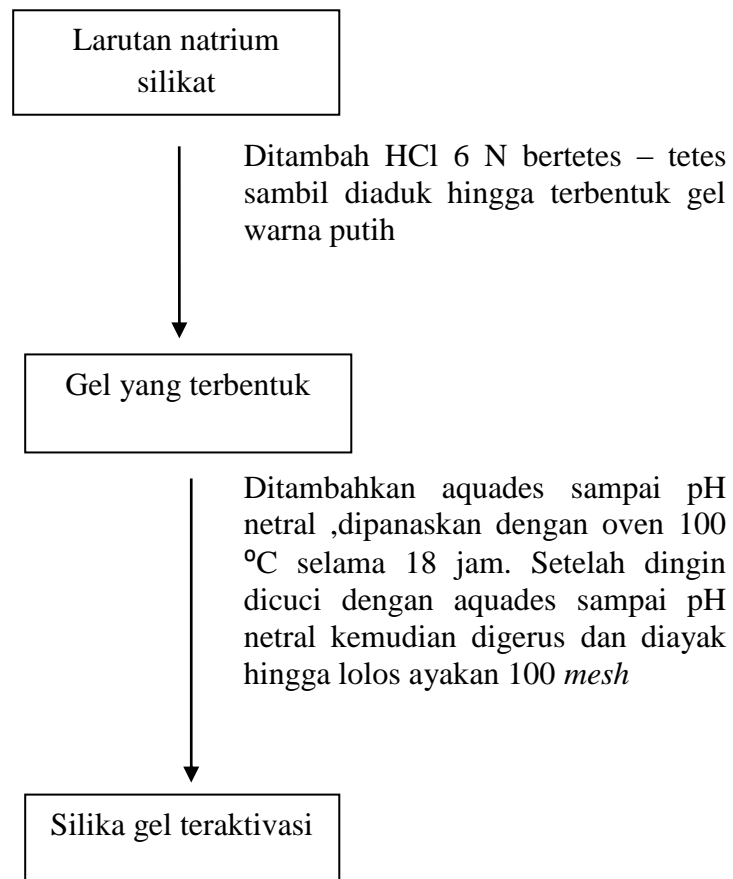 Larutan natrium
silikat
Ditambah HCl 6 N bertetes – tetes
sambil diaduk hingga terbentuk gel
warna putih
Gel yang terbentuk
Ditambahkan aquades sampai pH
netral ,dipanaskan dengan oven 100
⁰C selama 18 jam. Setelah dingin
dicuci dengan aquades sampai pH
netral kemudian digerus dan diayak
hingga lolos ayakan 100 mesh
Silika gel teraktivasi